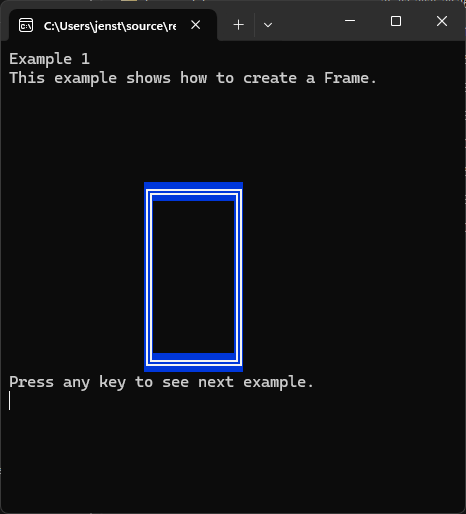 C:\Users\jenst\source\re
Example 1
This example shows how to create a Frame.
Press any key to see next example.